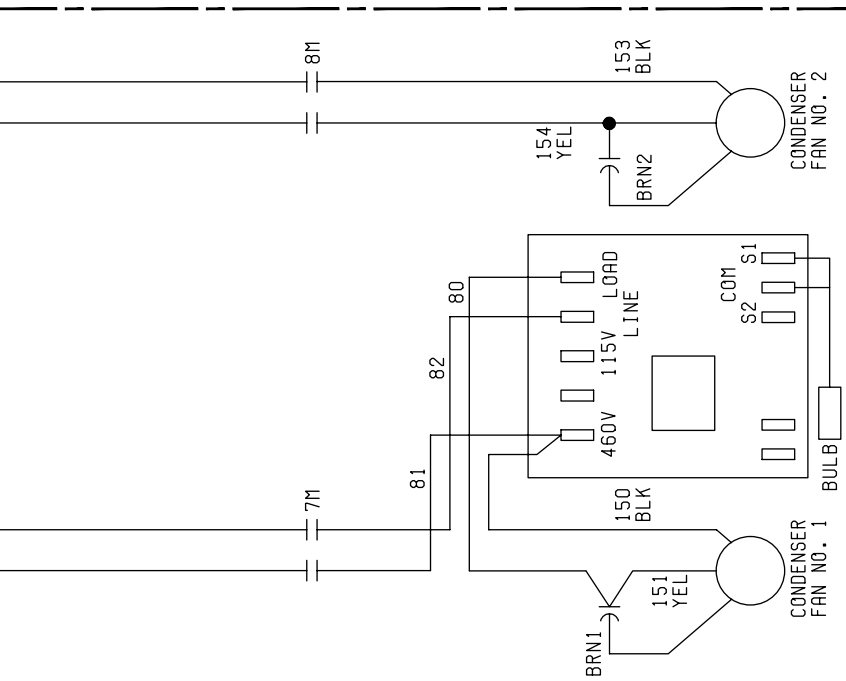 8M
153
BLK
CONDENSER
FAN NO. 2
154
YEL
BRN2
80
82
81
LOAD
LINE
115V
460V
S1
COM
S2
BULB
7M
150
BLK
CONDENSER
FAN NO. 1
151
YEL
BRN1